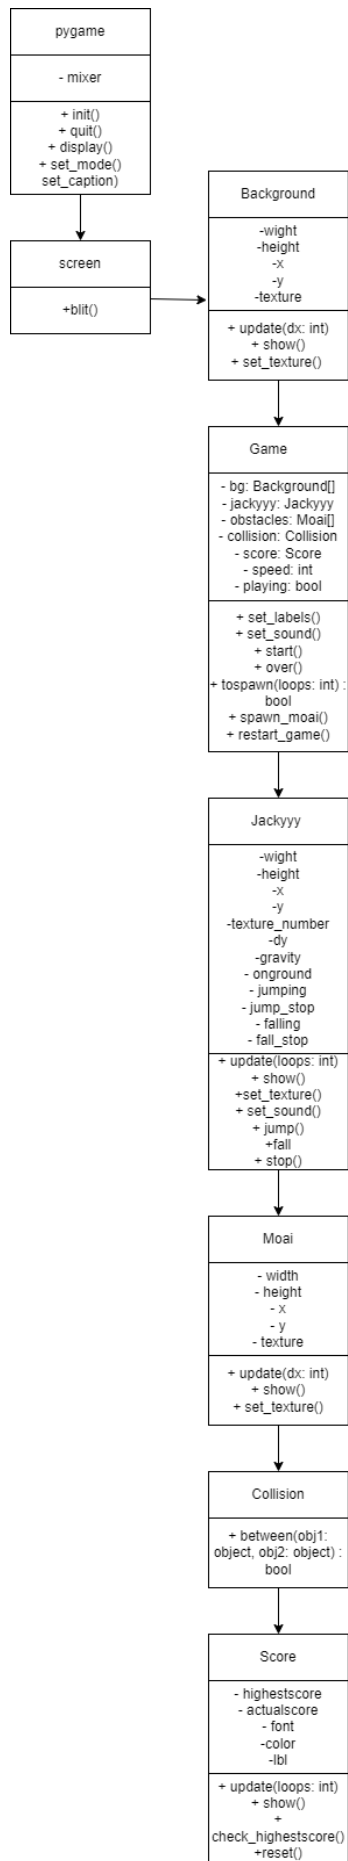 pygame
- mixer
+ init()
+ quit()
+ display()
+ set_mode()
set_caption)
screen
+blit()
Background
-wight
-height
-x
-y
-texture
+ update(dx: int)
+ show()
+ set_texture()
Game
- bg: Background[]
- jackyyy: Jackyyy
- obstacles: Moai[]
- collision: Collision
- score: Score
- speed: int
- playing: bool
+ set_labels()
+ set_sound()
+ start()
+ over()
+ tospawn(loops: int) :
bool
+ spawn_moai()
+ restart_game()
Jackyyy
-wight
-height
-x
-y
-texture_number
-dy
-gravity
- onground
- jumping
- jump_stop
- falling
- fall_stop
+ update(loops: int)
+ show()
+set_texture()
+ set_sound()
+ jump()
+fall
+ stop()
Moai
- width
- height
- x
- y
- texture
+ update(dx: int)
+ show()
+ set_texture()
Collision
+ between(obj1:
object, obj2: object) :
bool
Score
- highestscore
- actualscore
- font
-color
-lbl
+ update(loops: int)
+ show()
+
check_highestscore()
+reset()